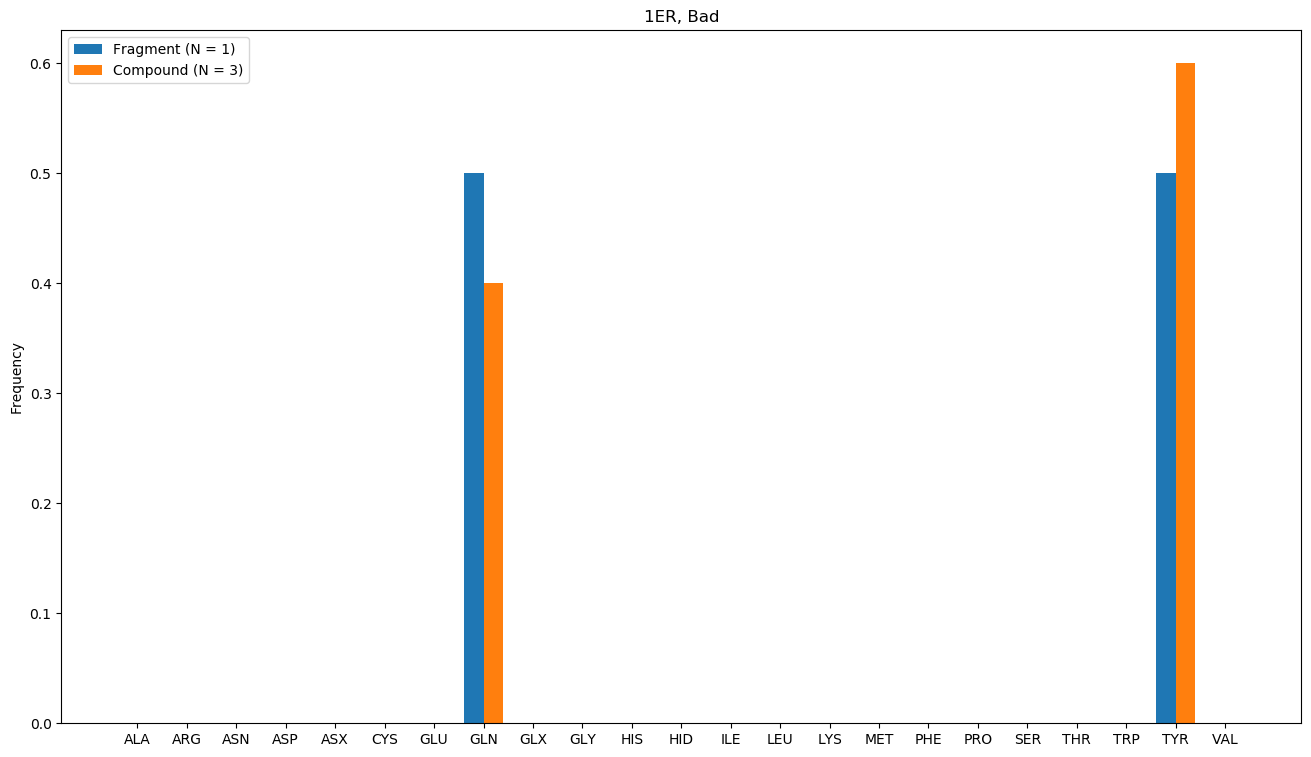 1ER, Bad
Fragment (N = 1)
Compound (N = 3)
Frequency
0.6
0.5
0.4
0.3
0.2
0.1
0.0
ALA ARG ASN ASP ASX CYS GLU GLN GLX GLY HIS HID ILE LEU LYS MET PHE PRO SER THR TRP TYR VAL